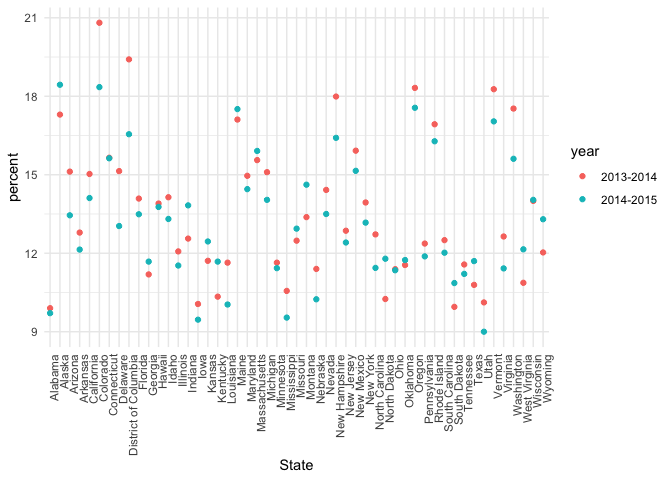 21
18
15
12
9
percent
Alabama
Alaska
Arizona
Arkansas
California
Colorado
Connecticut
Delaware
District of Columbia
Florida
Georgia
Hawaii
Idaho
Illinois
Indiana
Iowa
Kansas
Kentucky
Louisiana
Maine
Maryland
Massachusetts
Michigan
Minnesota
Mississippi
Missouri
Montana
Nebraska
Nevada
New Hampshire
New Jersey
New Mexico
New York
North Carolina
North Dakota
Ohio
Oklahoma
Oregon
Pennsylvania
Rhode Island
South Carolina
South Dakota
Tennessee
Texas
Utah
Vermont
Virginia
Washington
West Virginia
Wisconsin
Wyoming
State
year
2013-2014
2014-2015